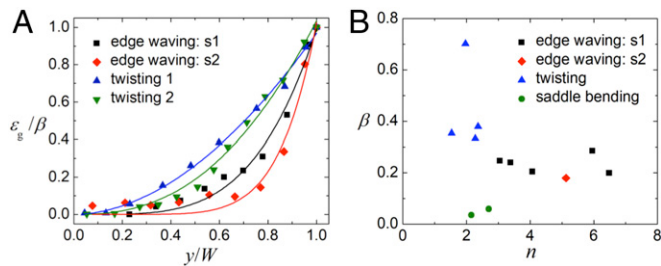 A
edge waving: s1
edge waving: s2
twisting 1
twisting 2
1.0
0.8
0.6
0.4
0.2
0.0
εg/β
0.0 0.2 0.4 0.6 0.8 1.0
y/W
B
edge waving: s1
edge waving: s2
twisting
saddle bending
0.8
0.6
0.4
0.2
0.0
β
0 2 4 6 8
n